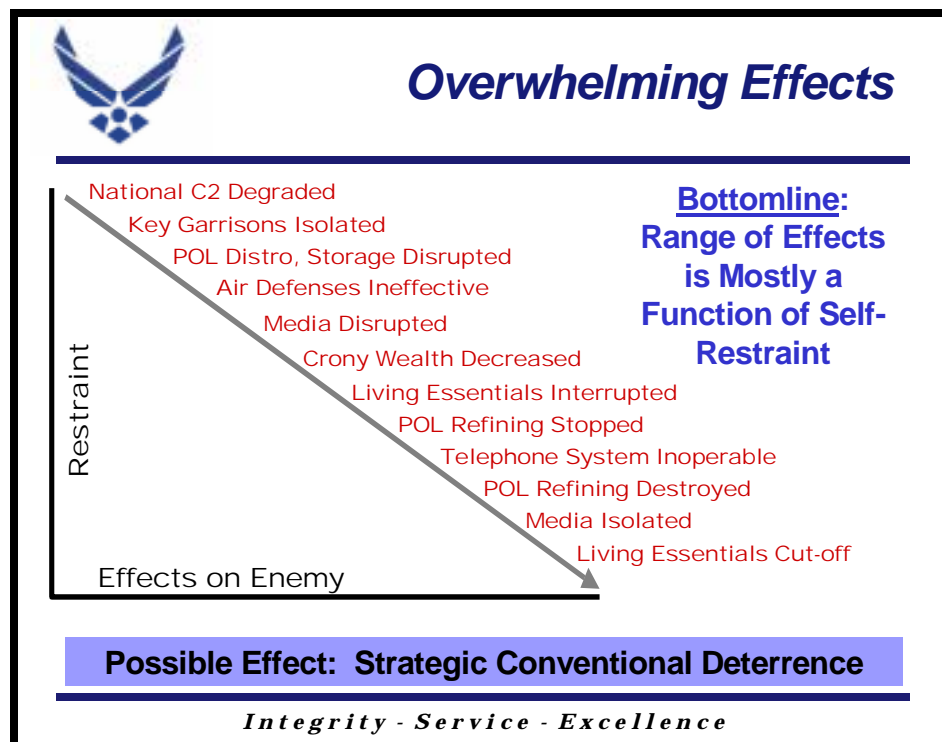 Overwhelming Effects
National C2 Degraded
Key Garrisons Isolated
POL Distro, Storage Disrupted
Air Defenses Ineffective
Media Disrupted
Crony Wealth Decreased
Living Essentials Interrupted
POL Refining Stopped
Telephone System Inoperable
POL Refining Destroyed
Media Isolated
Living Essentials Cut-off
Bottomline:
Range of Effects
is Mostly a
Function of Self-
Restraint
Restraint
Effects on Enemy
Possible Effect: Strategic Conventional Deterrence
Integrity - Service - Excellence